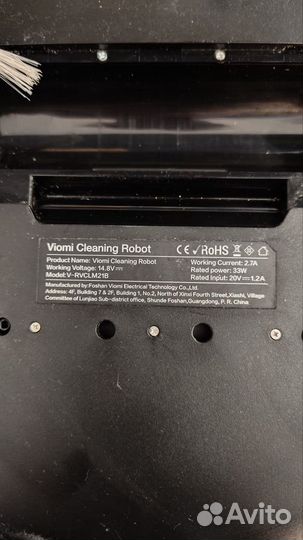 Viomi Cleaning Robot
CE RoHS
Product Name: Viomi Cleaning Robot
Working Current: 2.7A
Working Voltage: 14.8V⎓
Rated power: 33W
Model: V-RVCLM21B
Rated Input: 20V⎓1.2A
Manufactured by:Foshan Viomi Electrical Technology Co.,Ltd.
Address: 4F, Building 7 & 2F, Building 1, No.2, North of Xinxi Fourth Street,Xiashi, Village
Committee of Lunjiao Sub-district office, Shunde Foshan,Guangdong, P. R. China
Avito